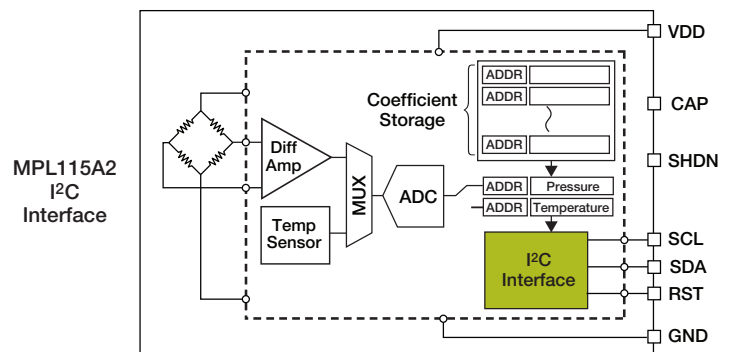 MPL115A2
I²C
Interface
Diff
Amp
Temp
Sensor
MUX
ADC
Coefficient
Storage
ADDR
ADDR
ADDR
ADDR Pressure
ADDR Temperature
I²C
Interface
VDD
CAP
SHDN
SCL
SDA
RST
GND